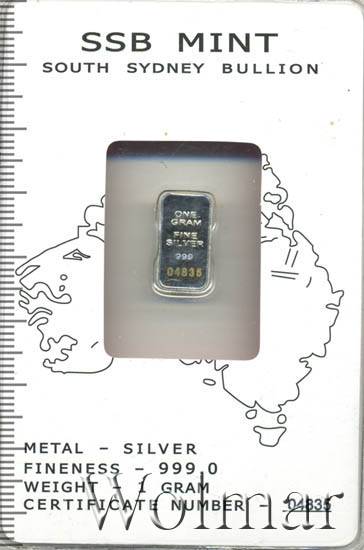 SSB MINT
SOUTH SYDNEY BULLION
ONE
GRAM
FINE
SILVER
999
04835
METAL - SILVER
FINENESS - 999.0
WEIGHT - 1 GRAM
CERTIFICATE NUMBER - 04835
Wolmar